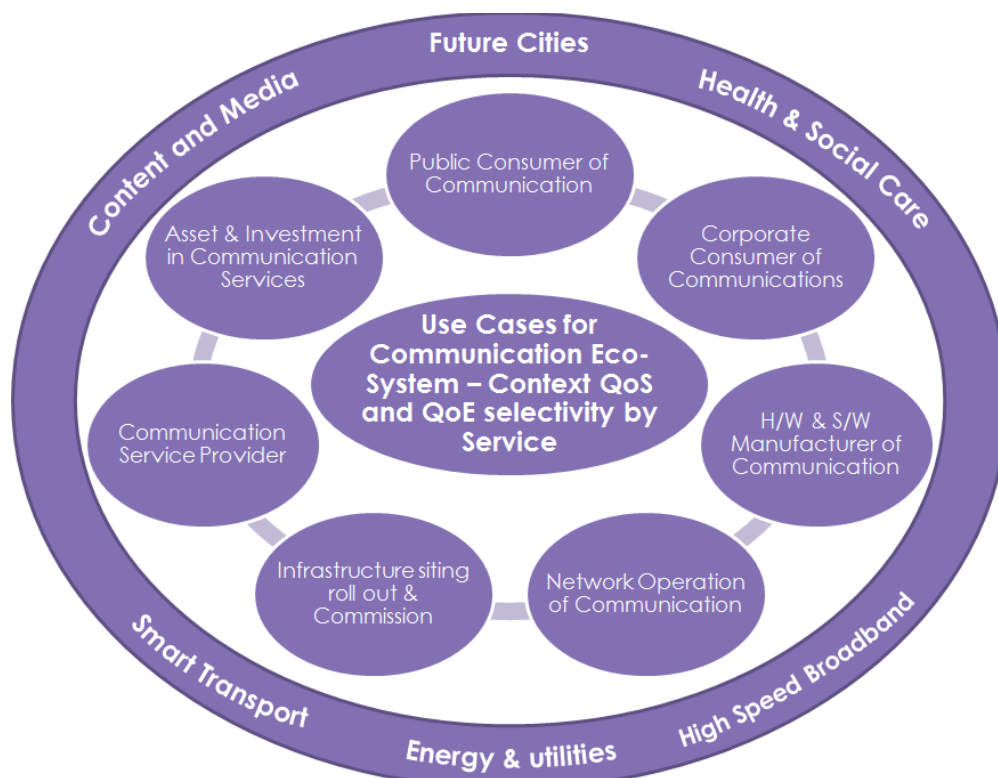 Future Cities
Content and Media
Health & Social Care
Public Consumer of
Communication
Asset & Investment
in Communication
Services
Corporate
Consumer of
Communications
Use Cases for
Communication Eco-
System – Context QoS
and QoE selectivity by
Service
Communication
Service Provider
H/W & S/W
Manufacturer of
Communication
Infrastructure siting
roll out &
Commission
Network Operation
of Communication
Smart Transport
High Speed Broadband
Energy & utilities